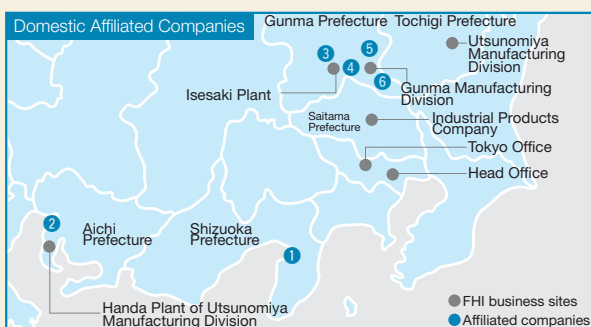 Domestic Affiliated Companies
Gunma Prefecture
Tochigi Prefecture
Utsunomiya
Manufacturing
Division
3
4
5
6
Isesaki Plant
Gunma Manufacturing
Division
Saitama
Prefecture
Industrial Products
Company
Tokyo Office
Head Office
2
Aichi
Prefecture
Shizuoka
Prefecture
1
Handa Plant of Utsunomiya
Manufacturing Division
FHI business sites
Affiliated companies